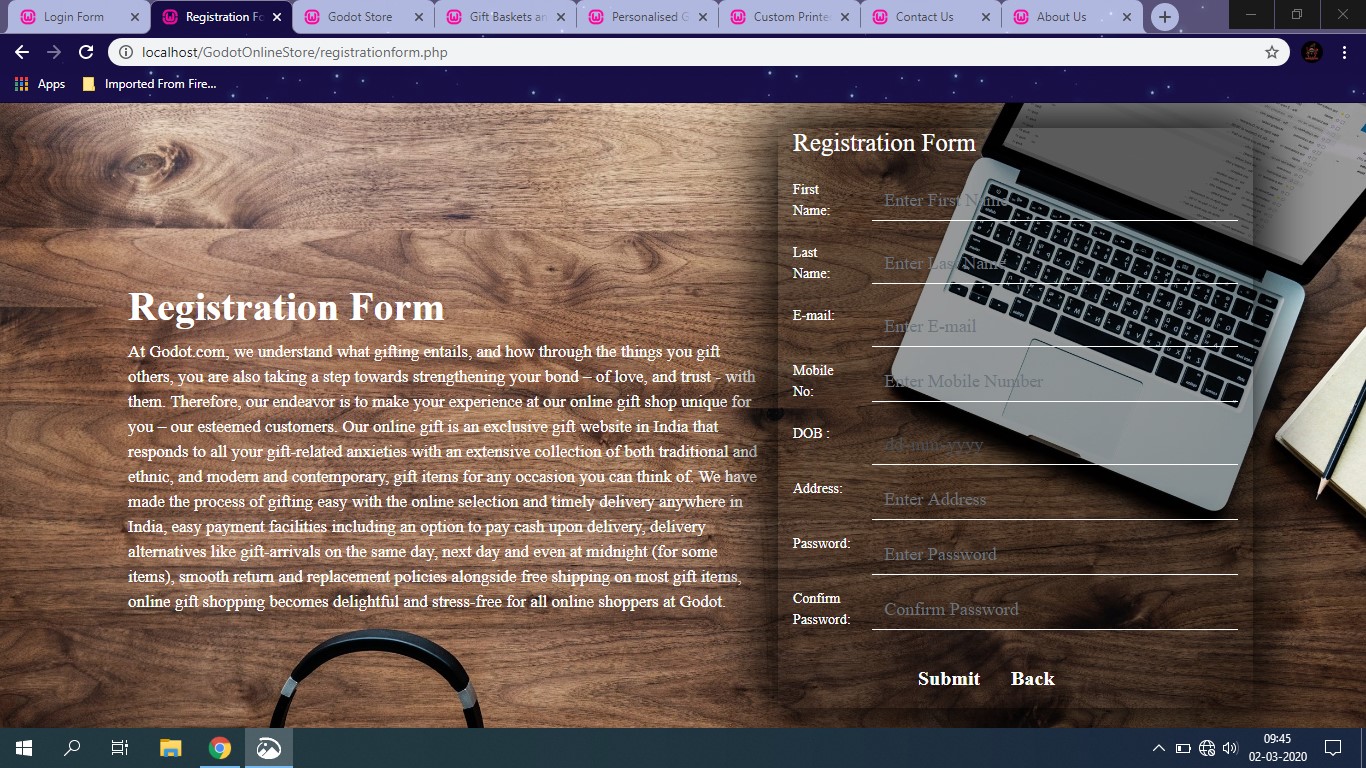 Login Form
Registration Fo
Godot Store
Gift Baskets an
Personalised G
Custom Printe
Contact Us
About Us
localhost/GodotOnlineStore/registrationform.php
Apps
Imported From Fire...
Registration Form
At Godot.com, we understand what gifting entails, and how through the things you gift
others, you are also taking a step towards strengthening your bond – of love, and trust - with
them. Therefore, our endeavor is to make your experience at our online gift shop unique for
you – our esteemed customers. Our online gift is an exclusive gift website in India that
responds to all your gift-related anxieties with an extensive collection of both traditional and
ethnic, and modern and contemporary, gift items for any occasion you can think of. We have
made the process of gifting easy with the online selection and timely delivery anywhere in
India, easy payment facilities including an option to pay cash upon delivery, delivery
alternatives like gift-arrivals on the same day, next day and even at midnight (for some
items), smooth return and replacement policies alongside free shipping on most gift items,
online gift shopping becomes delightful and stress-free for all online shoppers at Godot.
Registration Form
First
Name:
Enter First Name
Last
Name:
Enter Last Name
E-mail:
Enter E-mail
Mobile
No:
Enter Mobile Number
DOB :
dd-mm-yyyy
Address:
Enter Address
Password:
Enter Password
Confirm
Password:
Confirm Password
Submit Back
09:45
02-03-2020